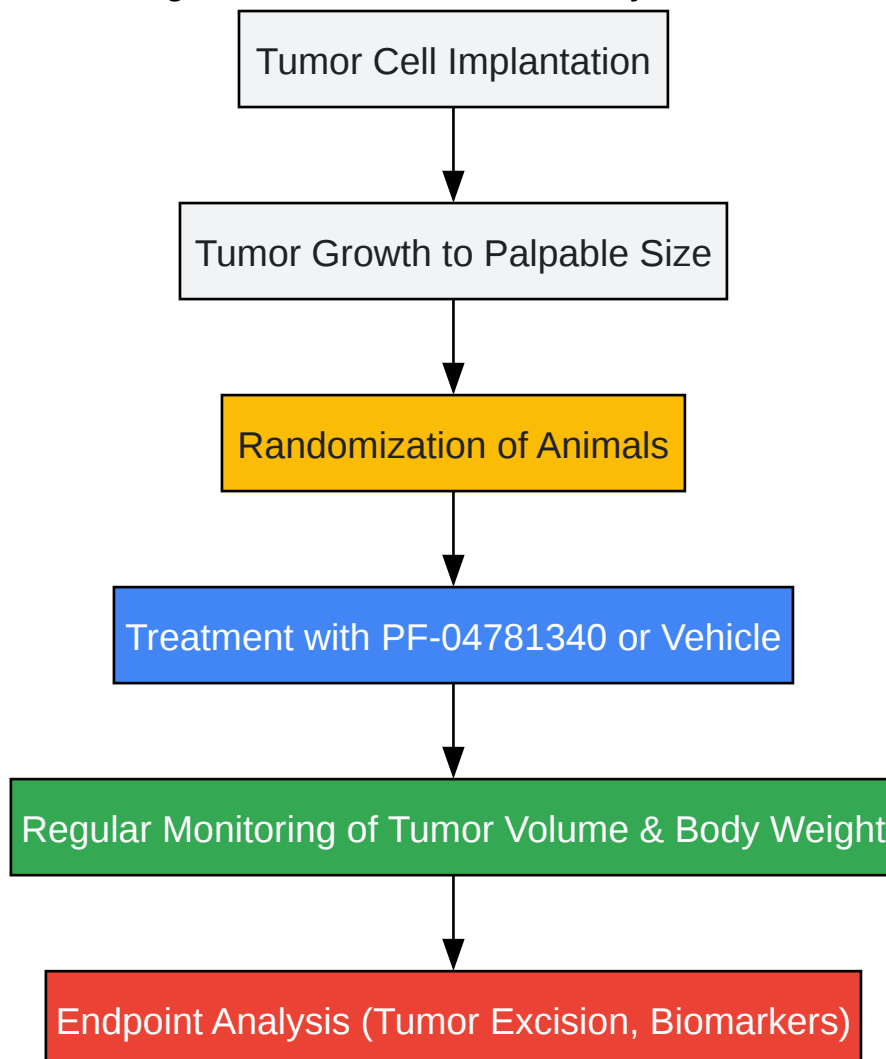 Tumor Cell Implantation
Tumor Growth to Palpable Size
Randomization of Animals
Treatment with PF-04781340 or Vehicle
Regular Monitoring of Tumor Volume & Body Weight
Endpoint Analysis (Tumor Excision, Biomarkers)